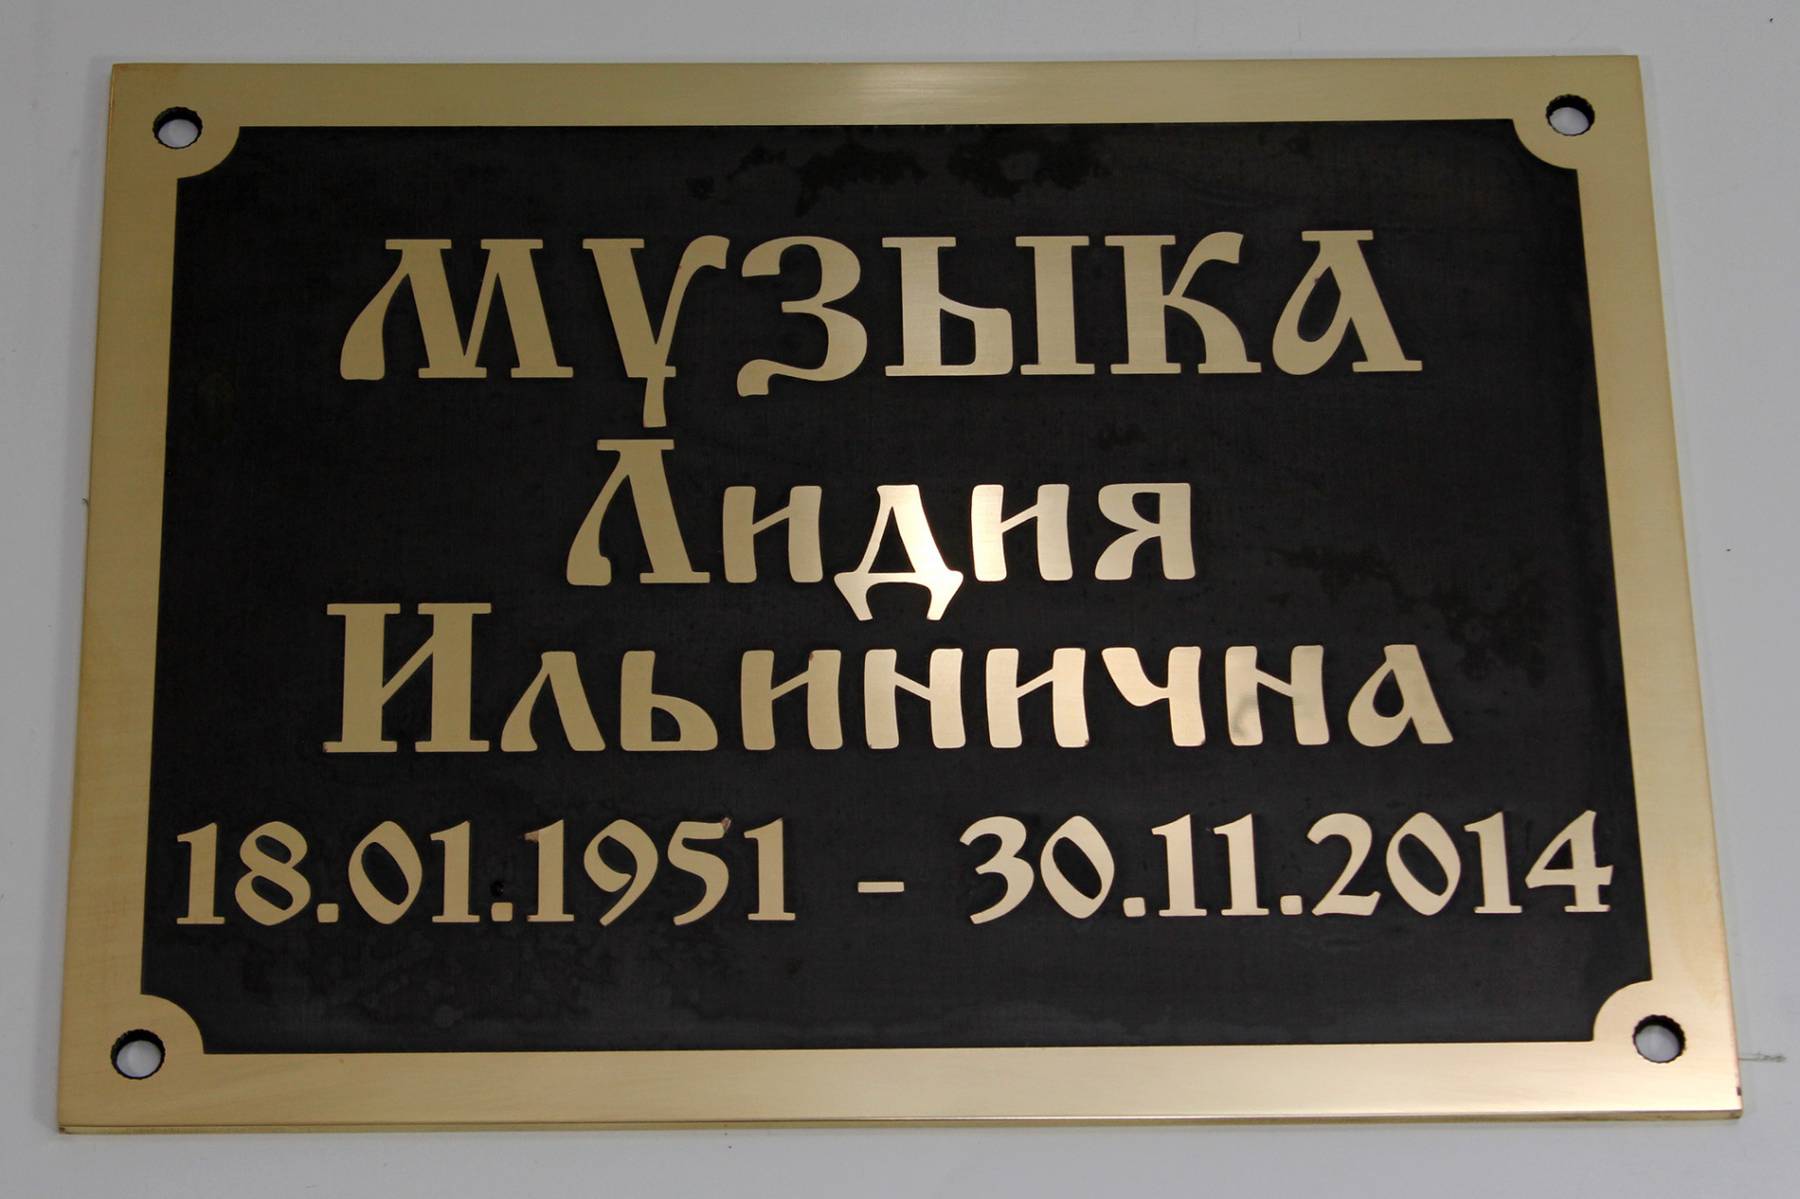 МУЗЫКА
Лидия
Ильинична
18.01.1951 - 30.11.2014